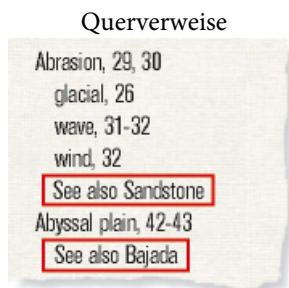 Querverweise
Abrasion, 29, 30
glacial, 26
wave, 31-32
wind, 32
See also Sandstone
Abyssal plain, 42-43
See also Bajada